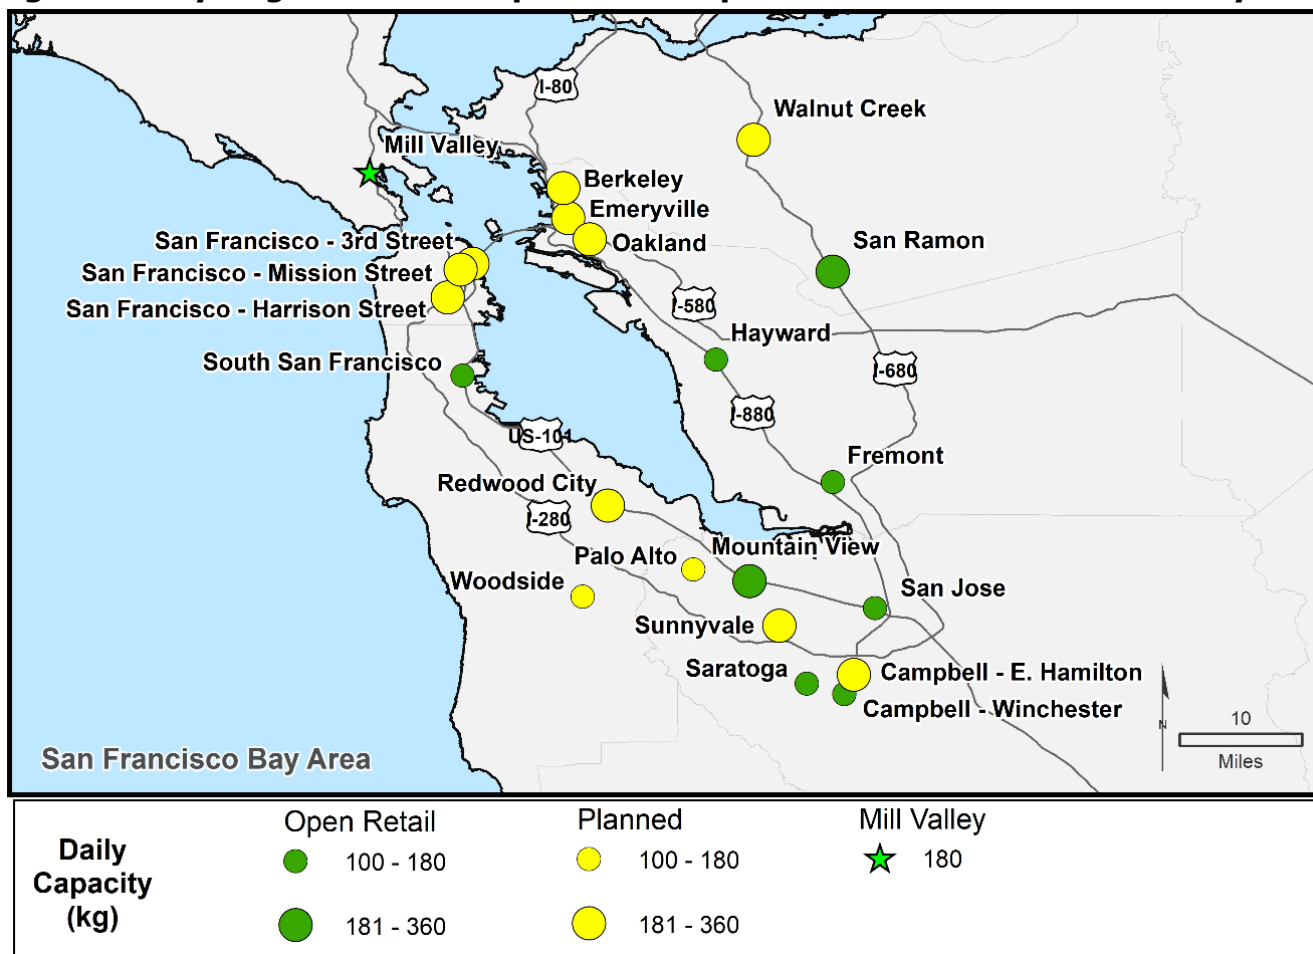 I-80
Walnut Creek
Mill Valley
Berkeley
Emeryville
San Francisco - 3rd Street
Oakland
San Ramon
San Francisco - Mission Street
San Francisco - Harrison Street
I-580
Hayward
South San Francisco
I-680
I-880
US-101
Fremont
Redwood City
I-280
Mountain View
Palo Alto
Woodside
San Jose
Sunnyvale
Saratoga
Campbell - E. Hamilton
Campbell - Winchester
N
10
Miles
San Francisco Bay Area
Daily
Capacity
(kg)
Open Retail
100 - 180
181 - 360
Planned
100 - 180
181 - 360
Mill Valley
180